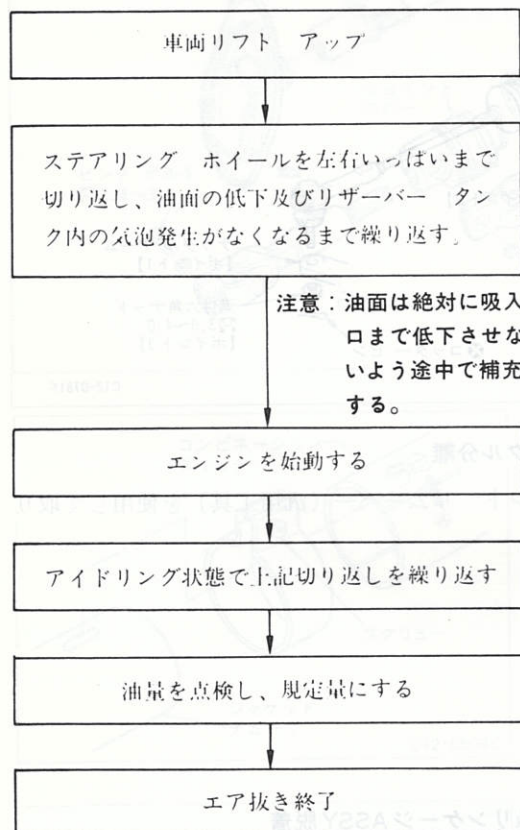 車両リフト　アップ
ステアリング　ホイールを左右いっぱいまで
切り返し、油面の低下及びリザーバー　タン
ク内の気泡発生がなくなるまで繰り返す。
注意：油面は絶対に吸入
口まで低下させな
いよう途中で補充
する。
エンジンを始動する
アイドリング状態で上記切り返しを繰り返す
油量を点検し、規定量にする
エア抜き終了